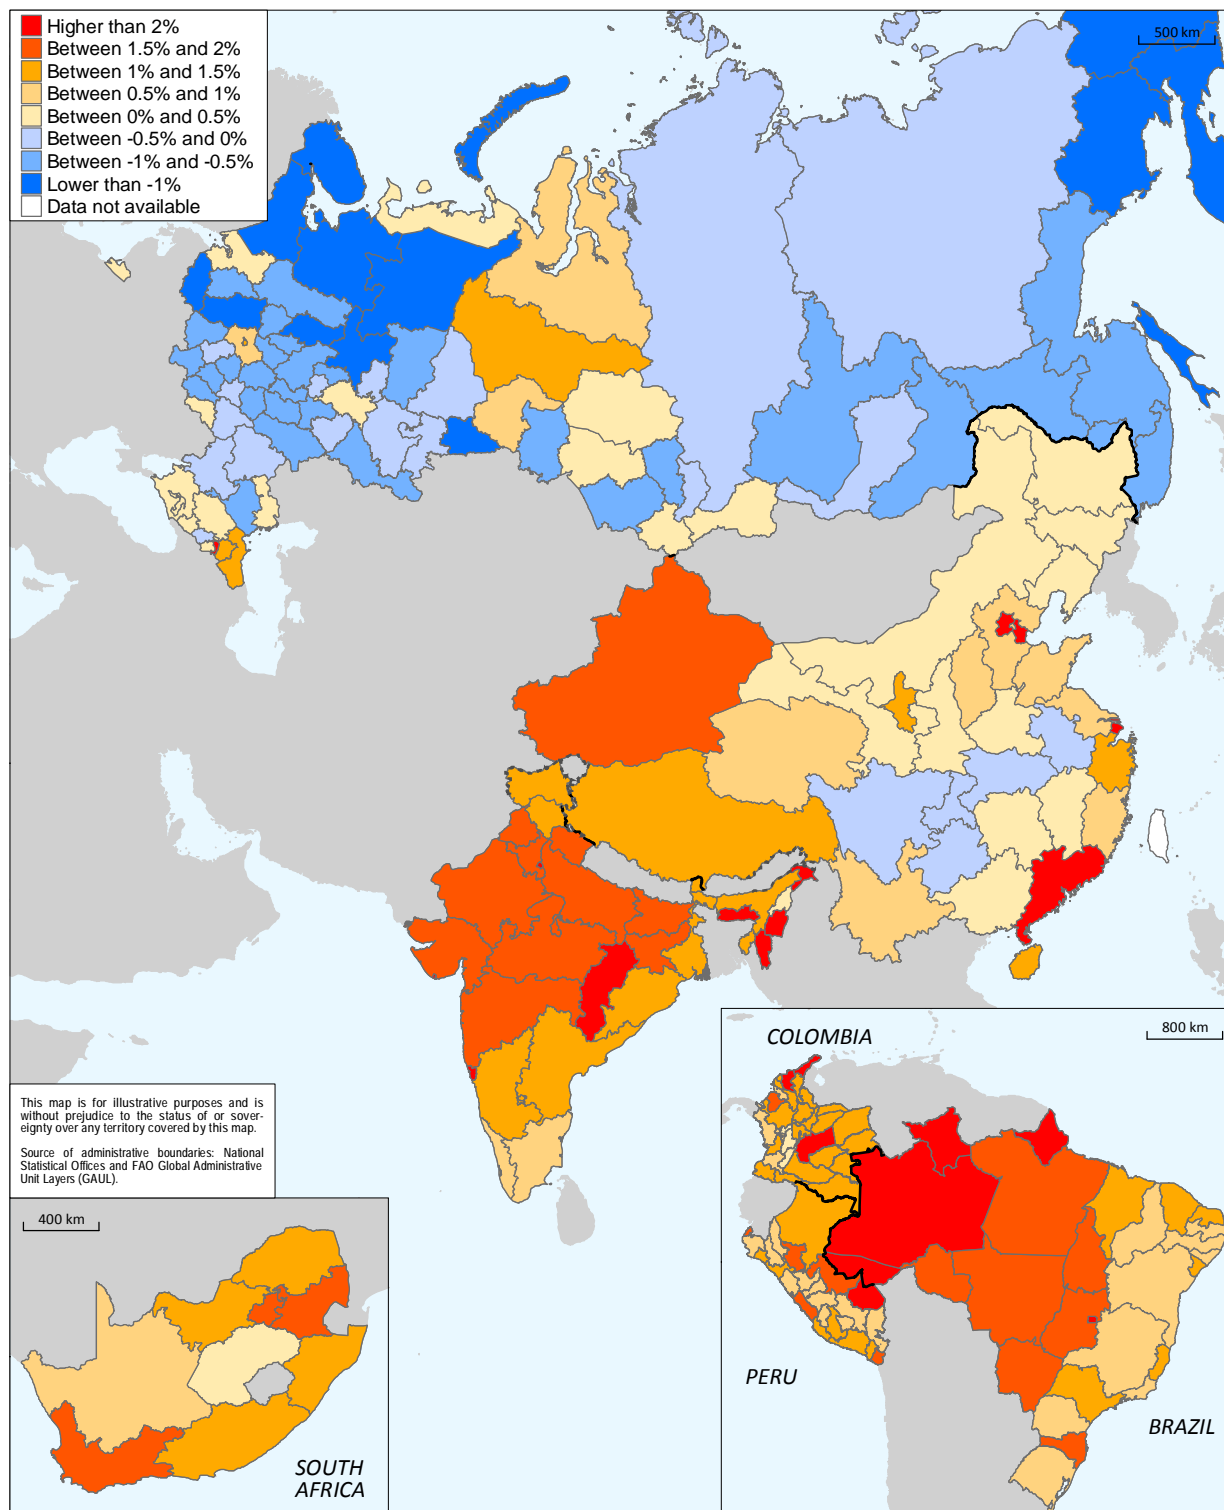 Higher than 2%
Between 1.5% and 2%
Between 1% and 1.5%
Between 0.5% and 1%
Between 0% and 0.5%
Between -0.5% and 0%
Between -1% and -0.5%
Lower than -1%
Data not available
500 km
COLOMBIA
800 km
This map is for illustrative purposes and is
without prejudice to the status of or sover-
eignty over any territory covered by this map.
Source of administrative boundaries: National
Statistical Offices and FAO Global Administrative
Unit Layers (GAUL).
400 km
PERU
BRAZIL
SOUTH
AFRICA